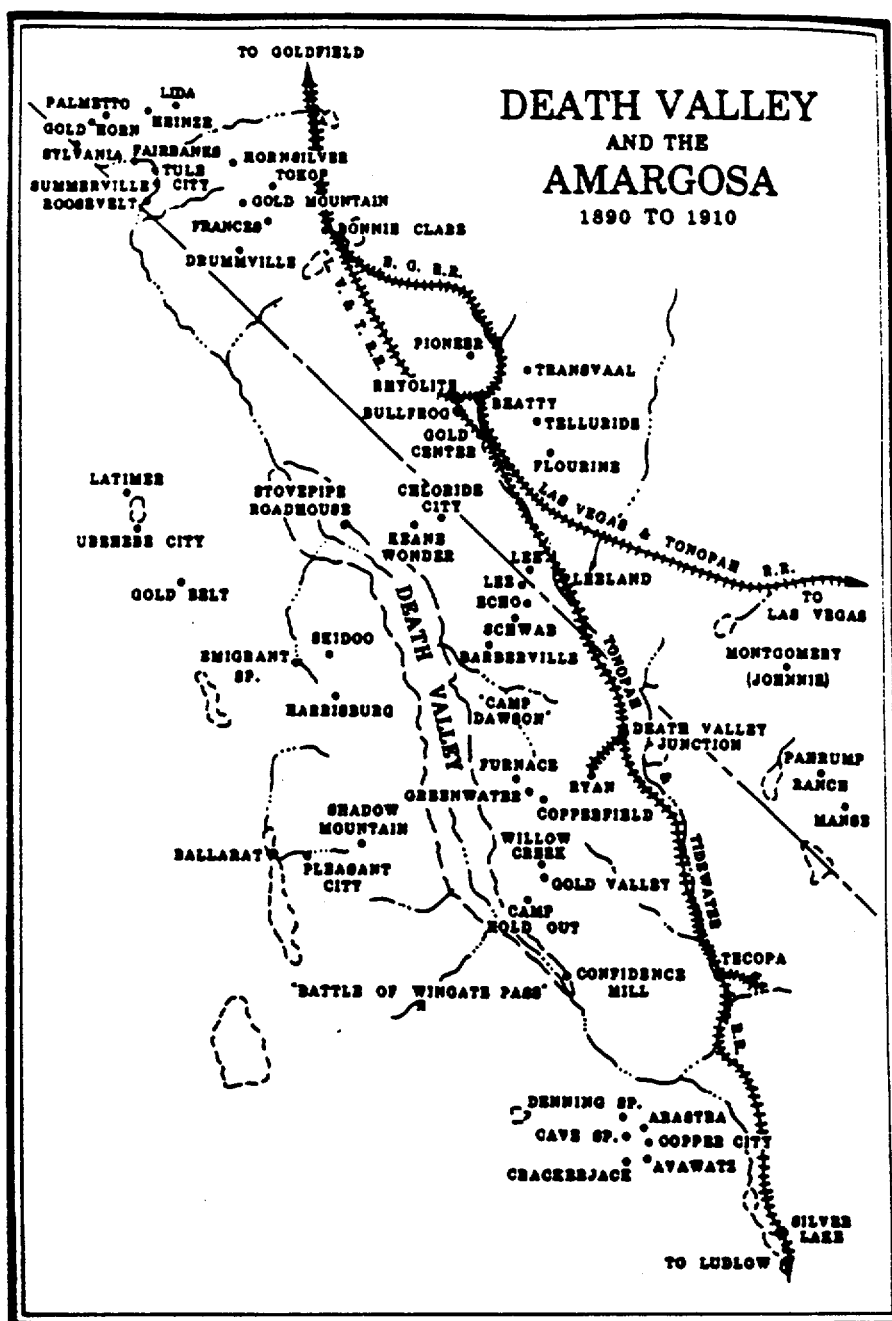 TO GOLDFIELD
DEATH VALLEY
AND THE
AMARGOSA
1890 TO 1910
LIDA
PALMETTO
HEINZE
GOLD HORN
SYLVANIA
FAIRBANKS
TULE
CITY
SUMMERVILLE
ROOSEVELT
HORNSILVER
TOKOP
GOLD MOUNTAIN
FRANCES
BONNIE CLARE
DRUMMVILLE
B. G. R.R.
L. V. & T. R.R.
PIONEER
TRANSVAAL
RHYOLITE
BEATTY
BULLFROG
TELLURIDE
GOLD
CENTER
FLOURINE
LATIMER
STOVEPIPE
ROADHOUSE
CHLORIDE
CITY
LAS VEGAS & TONOPAH R.R.
UBEHEBE CITY
KEANE
WONDER
LEE
LEELAND
LEE
TO
LAS VEGAS
GOLD BELT
ECHO
SCHWAB
DEATH VALLEY
SKIDOO
BARBERVILLE
EMIGRANT
SP.
MONTGOMERY
(JOHNNIE)
HARRISBURG
"CAMP
DAWSON"
TONOPAH & TIDEWATER R.R.
DEATH VALLEY
JUNCTION
FURNACE
RYAN
PAHRUMP
RANCH
GREENWATER
COPPERFIELD
MANSE
SHADOW
MOUNTAIN
WILLOW
CREEK
BALLARAT
PLEASANT
CITY
GOLD VALLEY
CAMP
HOLD OUT
TECOPA
"BATTLE OF WINGATE PASS"
CONFIDENCE
MILL
DENNING SP.
ARASTRA
CAVE SP.
COPPER CITY
CRACKERJACK
AVAWATZ
SILVER
LAKE
TO LUDLOW